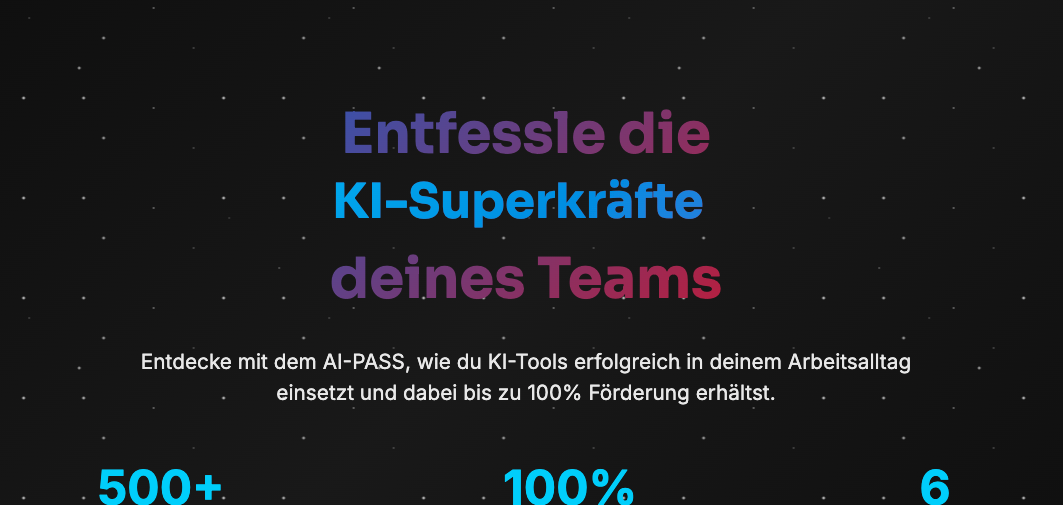 Entfessle die
KI-Superkräfte
deines Teams
Entdecke mit dem AI-PASS, wie du KI-Tools erfolgreich in deinem Arbeitsalltag
einsetzt und dabei bis zu 100% Förderung erhältst.
500+ 100% 6